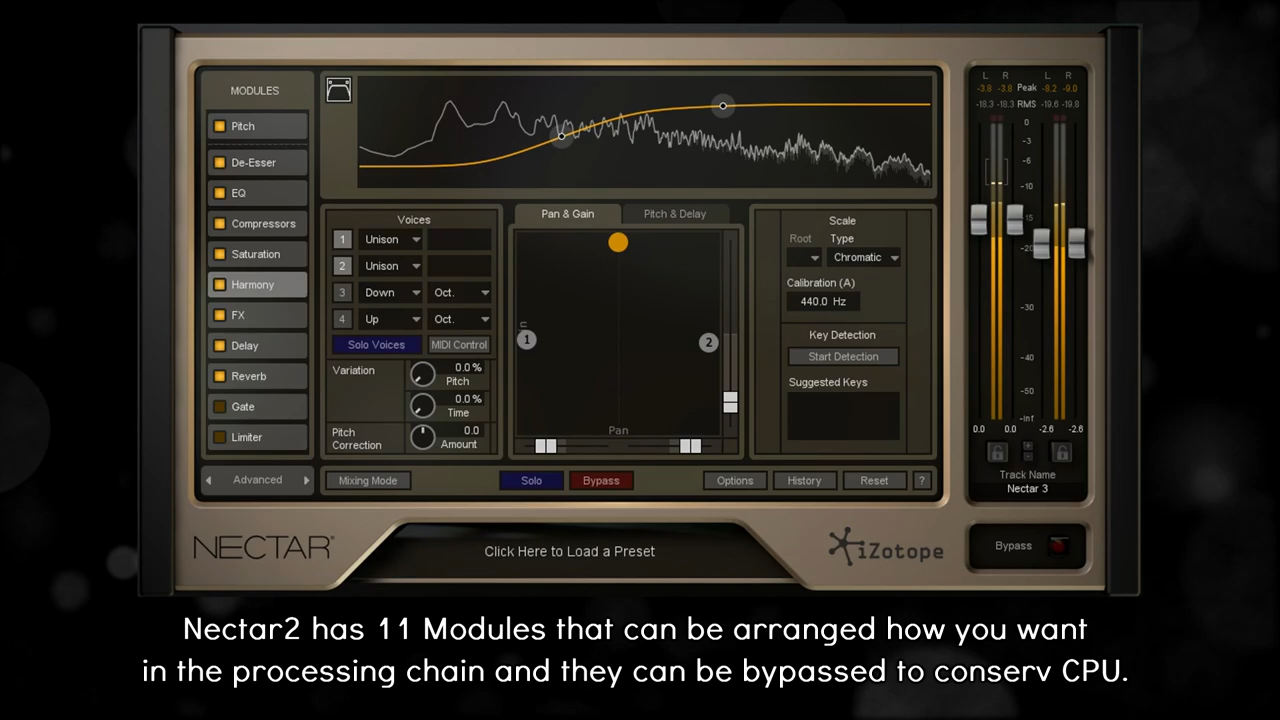 MODULES
Pitch
De-Esser
EQ
Compressors
Saturation
Harmony
FX
Delay
Reverb
Gate
Limiter
Advanced
Voices
1 Unison
2 Unison
3 Down Oct.
4 Up Oct.
Solo Voices MIDI Control
Variation 0.0 %
Pitch
0.0 %
Time
Pitch Correction 0.0
Amount
Pan & Gain Pitch & Delay
1 2
Pan
Scale
Root Type
Chromatic
Calibration (A)
440.0 Hz
Key Detection
Start Detection
Suggested Keys
Mixing Mode Solo Bypass Options History Reset ?
L R L R
-3.8 -3.8 Peak -8.2 -9.0
-18.3 -18.3 RMS -19.6 -19.8
0
-3
-6
-10
-15
-20
-30
-40
-50
-Inf
0.0 0.0 -2.6 -2.6
Track Name
Nectar 3
NECTAR®
Click Here to Load a Preset
iZotope
Bypass
Nectar2 has 11 Modules that can be arranged how you want
in the processing chain and they can be bypassed to conserv CPU.